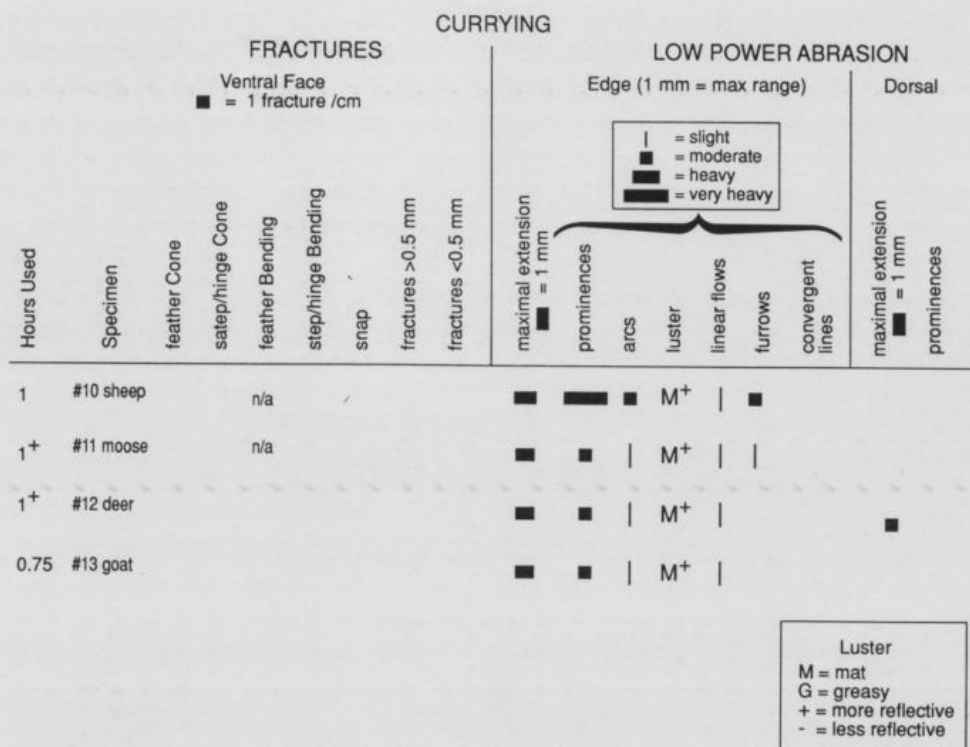 CURRYING
FRACTURES
LOW POWER ABRASION
Ventral Face
■ = 1 fracture /cm
Edge (1 mm = max range)
Dorsal
| = slight
■ = moderate
= heavy
= very heavy
Hours Used
Specimen
feather Cone
satep/hinge Cone
feather Bending
step/hinge Bending
snap
fractures >0.5 mm
fractures <0.5 mm
maximal extension
= 1 mm
prominences
arcs
luster
linear flows
furrows
convergent
lines
maximal extension
= 1 mm
prominences
1 #10 sheep n/a M+
1+ #11 moose n/a M+
1+ #12 deer M+
0.75 #13 goat M+
Luster
M = mat
G = greasy
+ = more reflective
- = less reflective